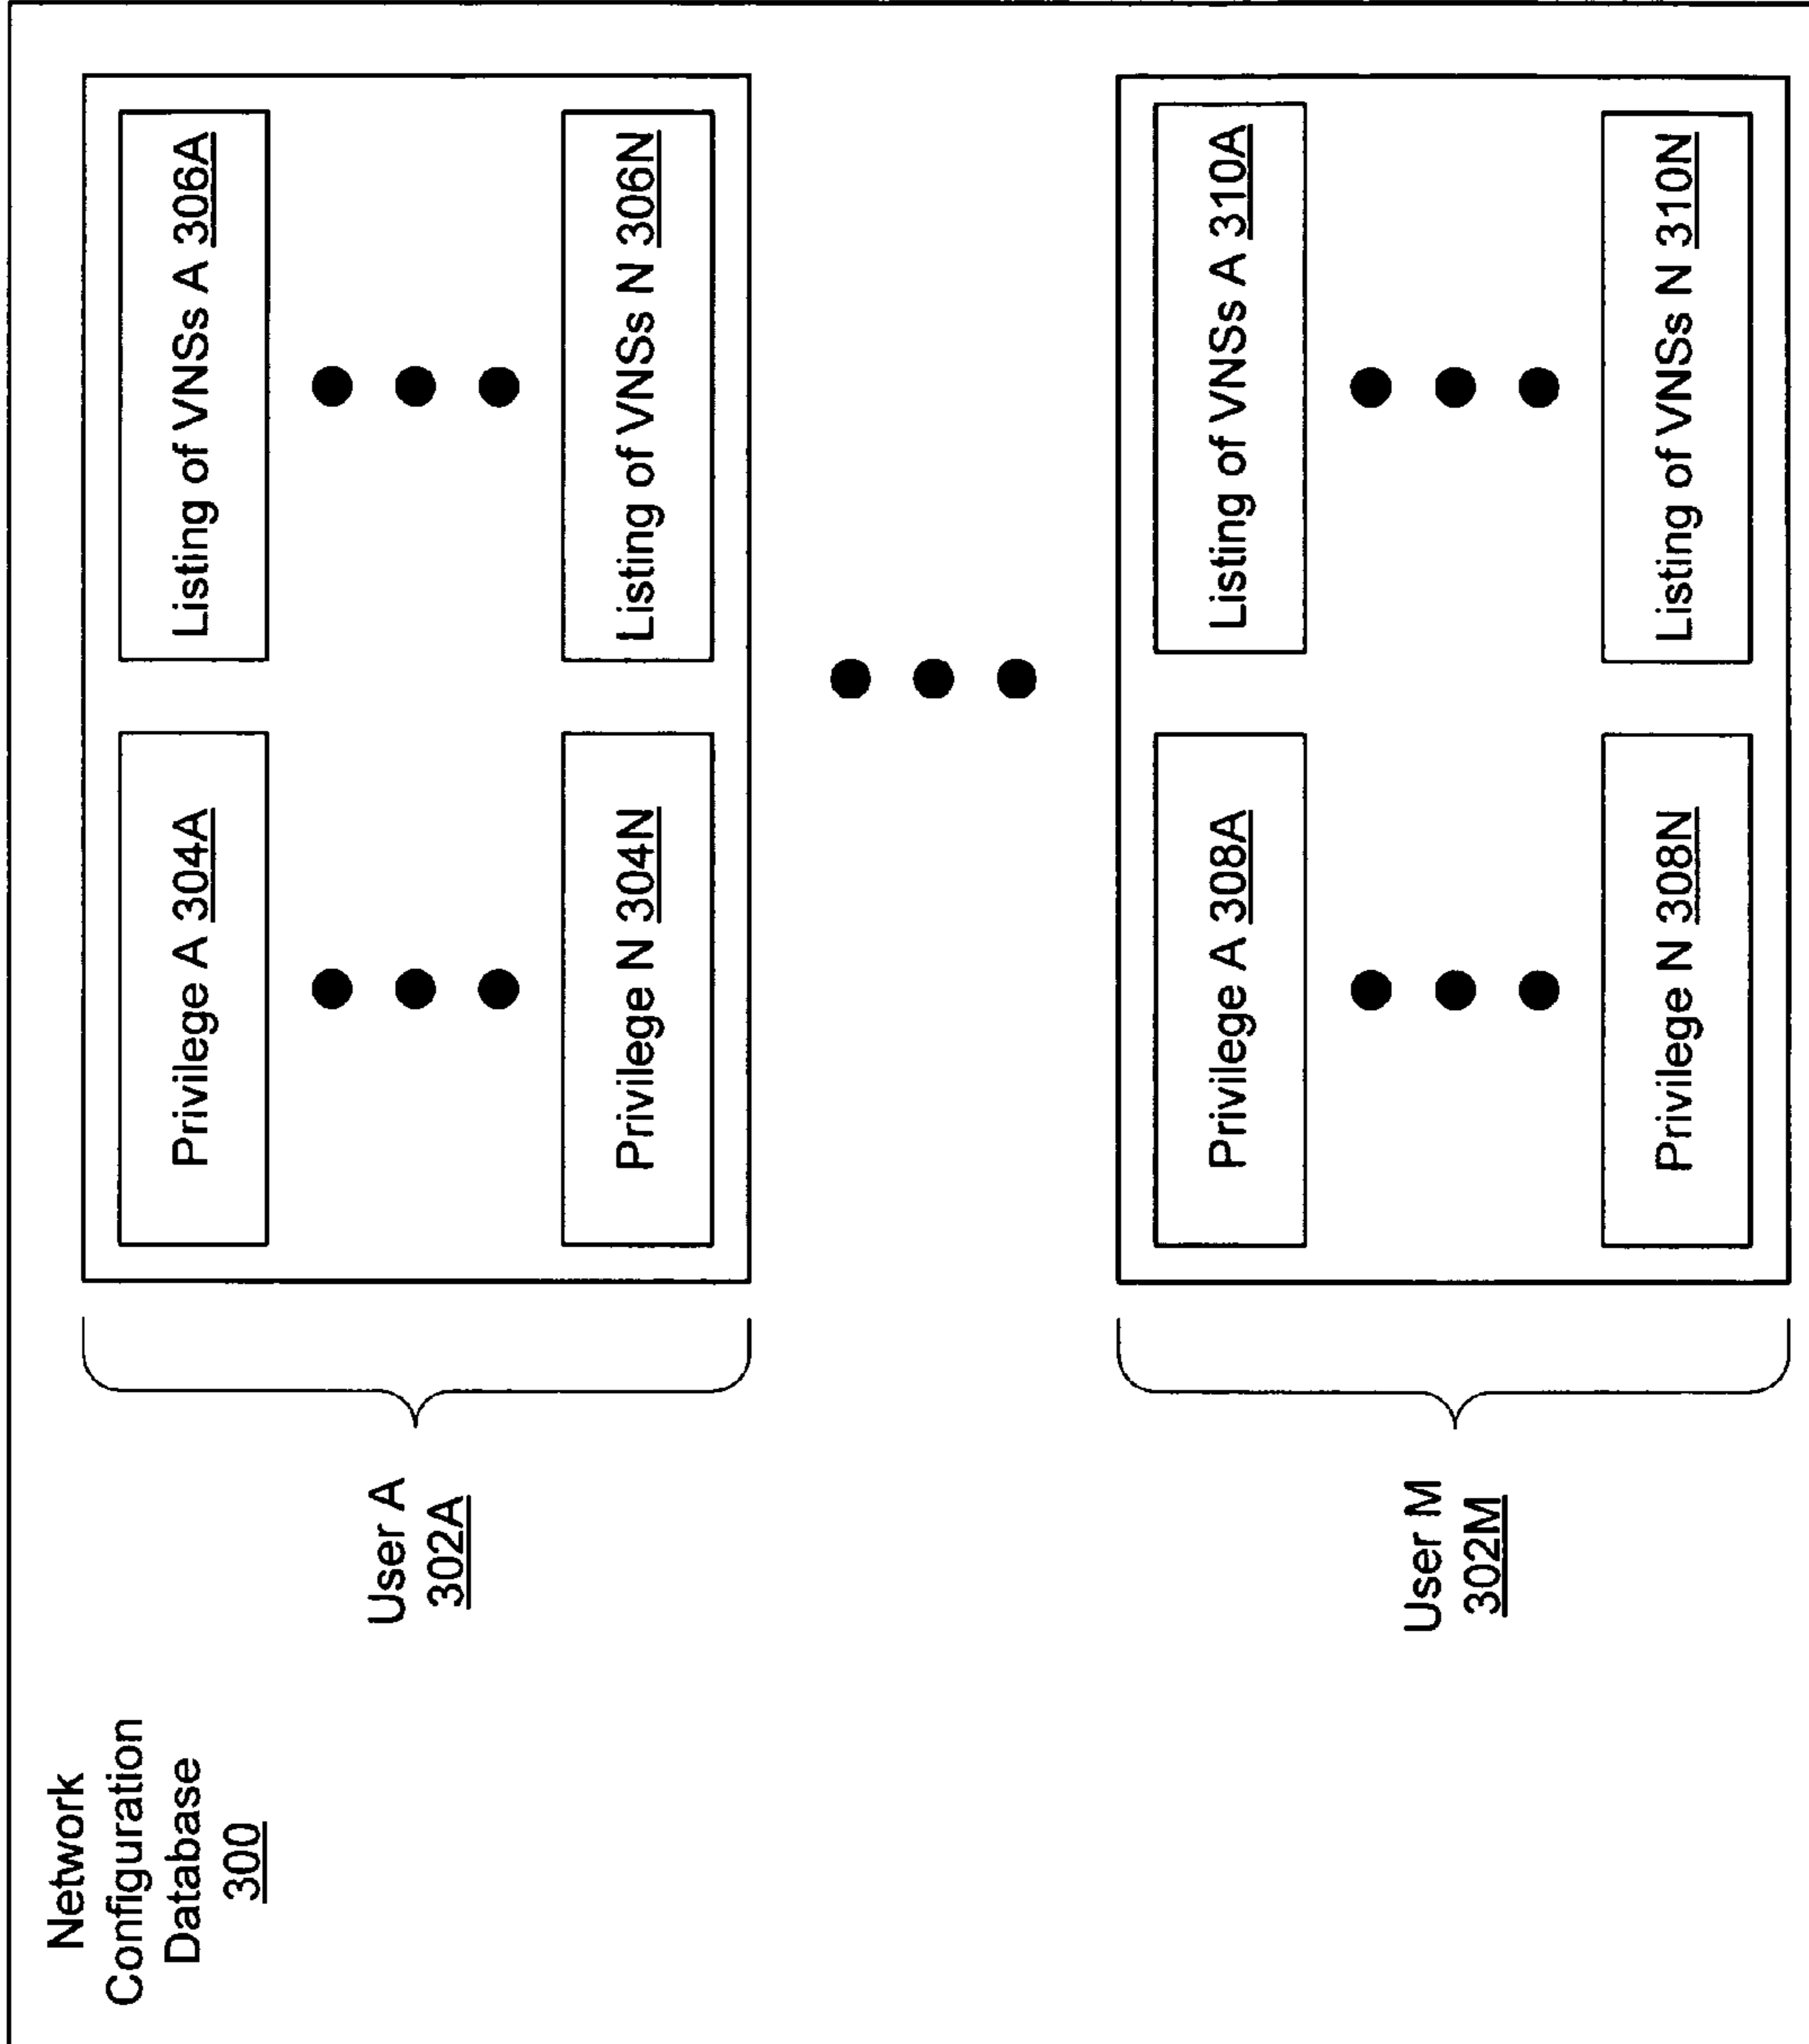 Network
Configuration
Database
300
User A
302A
Privilege A 304A
Listing of VNSs A 306A
Privilege N 304N
Listing of VNSs N 306N
User M
302M
Privilege A 308A
Listing of VNSs A 310A
Privilege N 308N
Listing of VNSs N 310N